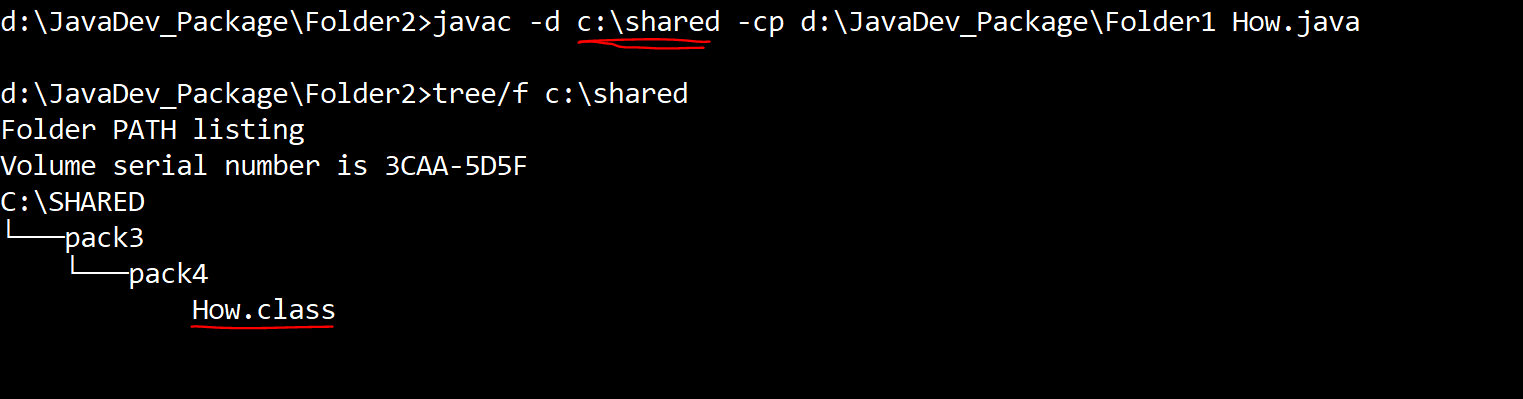 d:\JavaDev_Package\Folder2>javac -d c:\shared -cp d:\JavaDev_Package\Folder1 How.java
d:\JavaDev_Package\Folder2>tree/f c:\shared
Folder PATH listing
Volume serial number is 3CAA-5D5F
C:\SHARED
└───pack3
    └───pack4
            How.class